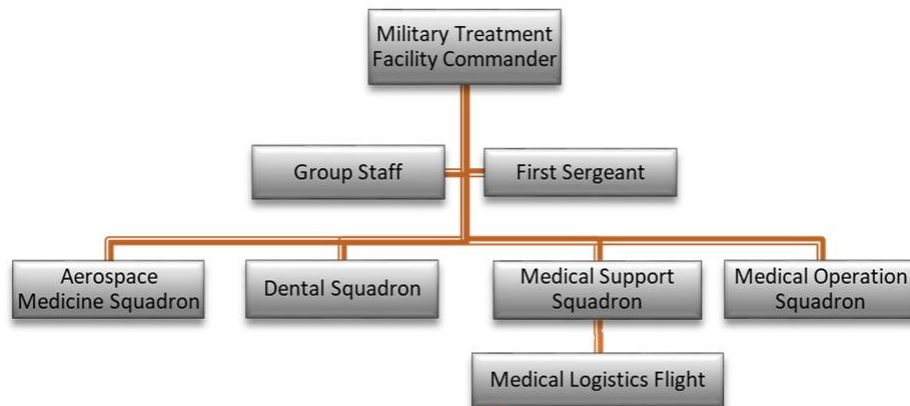 Military Treatment
Facility Commander
Group Staff
First Sergeant
Aerospace
Medicine Squadron
Dental Squadron
Medical Support
Squadron
Medical Operation
Squadron
Medical Logistics Flight